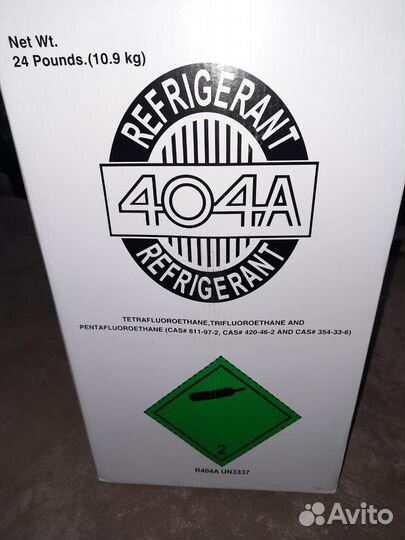 Net Wt.
24 Pounds.(10.9 kg)
REFRIGERANT
404A
REFRIGERANT
TETRAFLUOROETHANE,TRIFLUOROETHANE AND
PENTAFLUOROETHANE (CAS# 811-97-2, CAS# 420-46-2 AND CAS# 354-33-6)
2
R404A UN3337
Avito